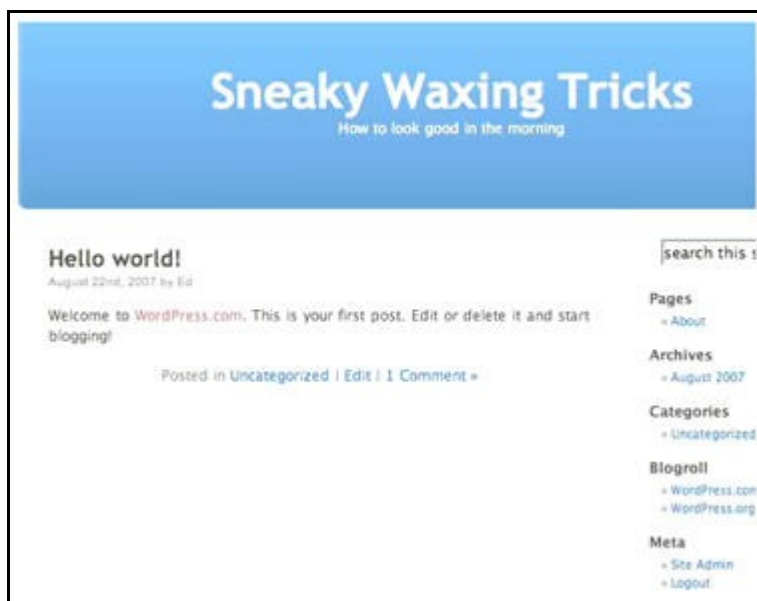 Sneaky Waxing Tricks
How to look good in the morning
Hello world!
August 22nd, 2007 by Ed
Welcome to WordPress.com. This is your first post. Edit or delete it and start
blogging!
Posted in Uncategorized | Edit | 1 Comment »
search this s
Pages
» About
Archives
» August 2007
Categories
» Uncategorized
Blogroll
» WordPress.com
» WordPress.org
Meta
» Site Admin
» Logout